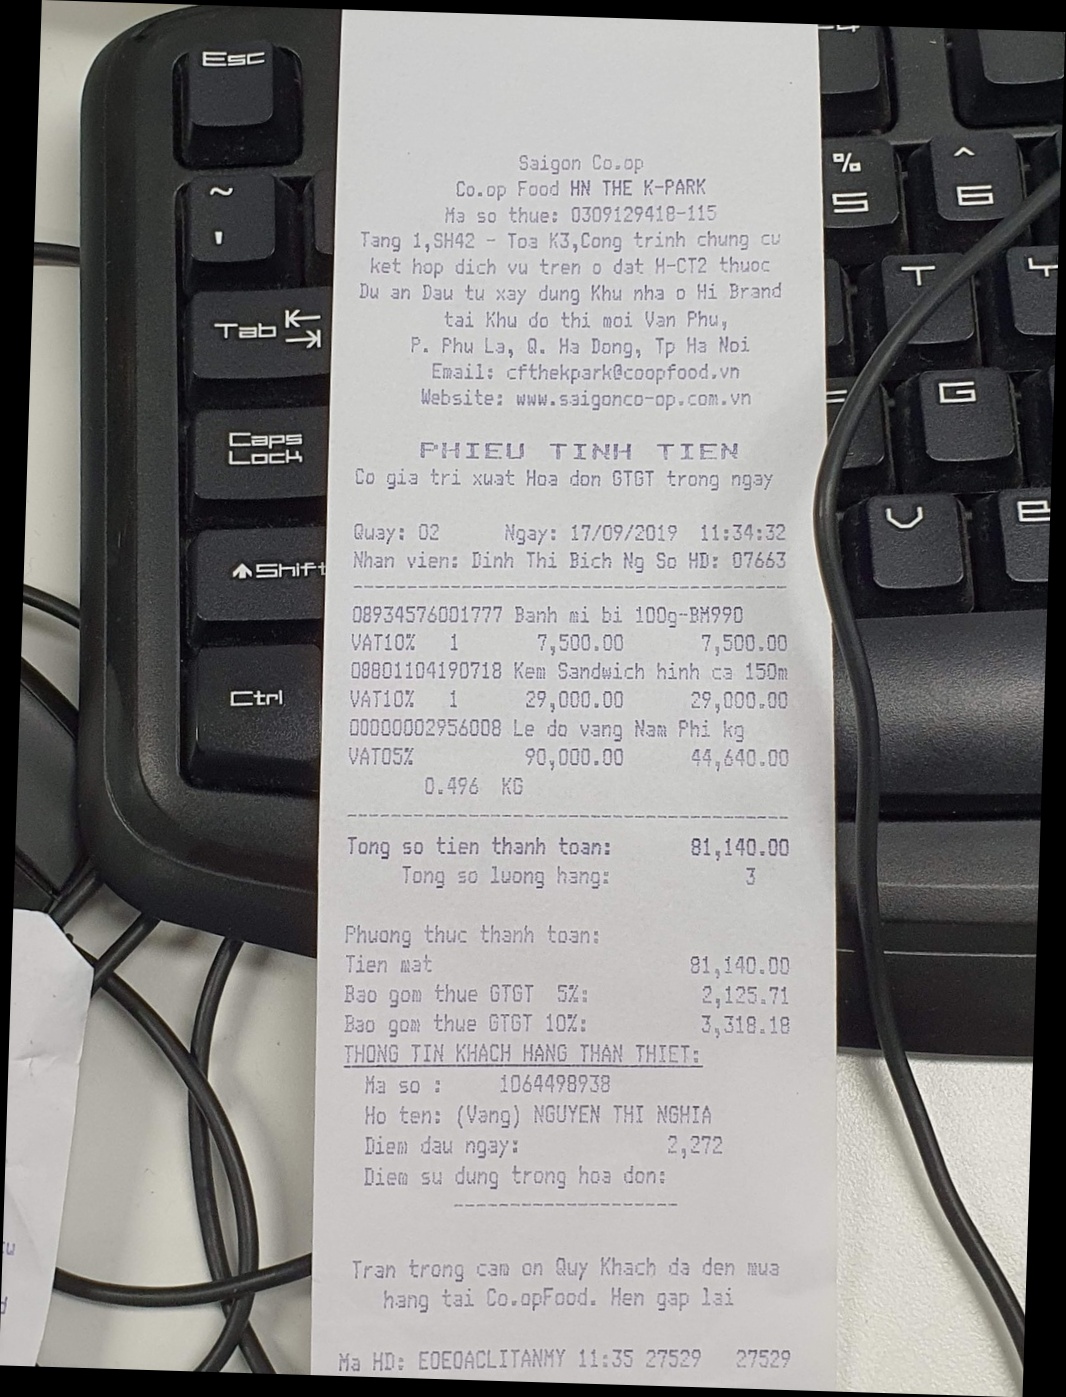 Saigon Co.op
Co.op Food HN THE K-PARK
Ma so thue: 0309129418-115
Tang 1,SH42 - Toa K3,Cong trinh chung cu
ket hop dich vu tren o dat H-CT2 thuoc
Du an Dau tu xay dung Khu nha o Hi Brand
tai Khu do thi moi Van Phu,
P. Phu La, Q. Ha Dong, Tp Ha Noi
Email: cfthekpark@coopfood.vn
Website: www.saigonco-op.com.vn
PHIEU TINH TIEN
Co gia tri xuat Hoa don GTGT trong ngay
Quay: 02 Ngay: 17/09/2019 11:34:32
Nhan vien: Dinh Thi Bich Ng So HD: 07663
08934576001777 Banh mi bi 100g-BM990
VAT10% 1 7,500.00 7,500.00
08801104190718 Kem Sandwich hinh ca 150m
VAT10% 1 29,000.00 29,000.00
00000002956008 Le do vang Nam Phi kg
VAT05% 90,000.00 44,640.00
0.496 KG
Tong so tien thanh toan: 81,140.00
Tong so luong hang: 3
Phuong thuc thanh toan:
Tien mat 81,140.00
Bao gom thue GTGT 5%: 2,125.71
Bao gom thue GTGT 10%: 3,318.18
THONG TIN KHACH HANG THAN THIET:
Ma so : 1064498938
Ho ten: (Vang) NGUYEN THI NGHIA
Diem dau ngay: 2,272
Diem su dung trong hoa don:
Tran trong cam on Quy Khach da den mua
hang tai Co.opFood. Hen gap lai
Ma HD: EOEOACLITANMY 11:35 27529 27529
Esc
~
'
Tab
Caps
Lock
Shift
Ctrl
%
5
^
6
T
Y
G
V
B